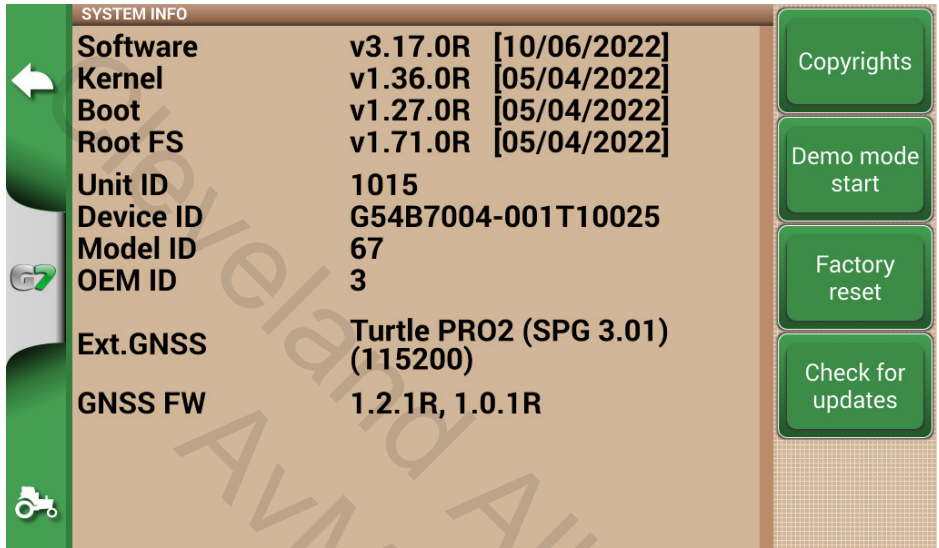 SYSTEM INFO
Software v3.17.0R [10/06/2022]
Kernel v1.36.0R [05/04/2022]
Boot v1.27.0R [05/04/2022]
Root FS v1.71.0R [05/04/2022]
Unit ID 1015
Device ID G54B7004-001T10025
Model ID 67
OEM ID 3
Ext.GNSS Turtle PRO2 (SPG 3.01)
(115200)
GNSS FW 1.2.1R, 1.0.1R
G7
Copyrights
Demo mode
start
Factory
reset
Check for
updates
Cleveland